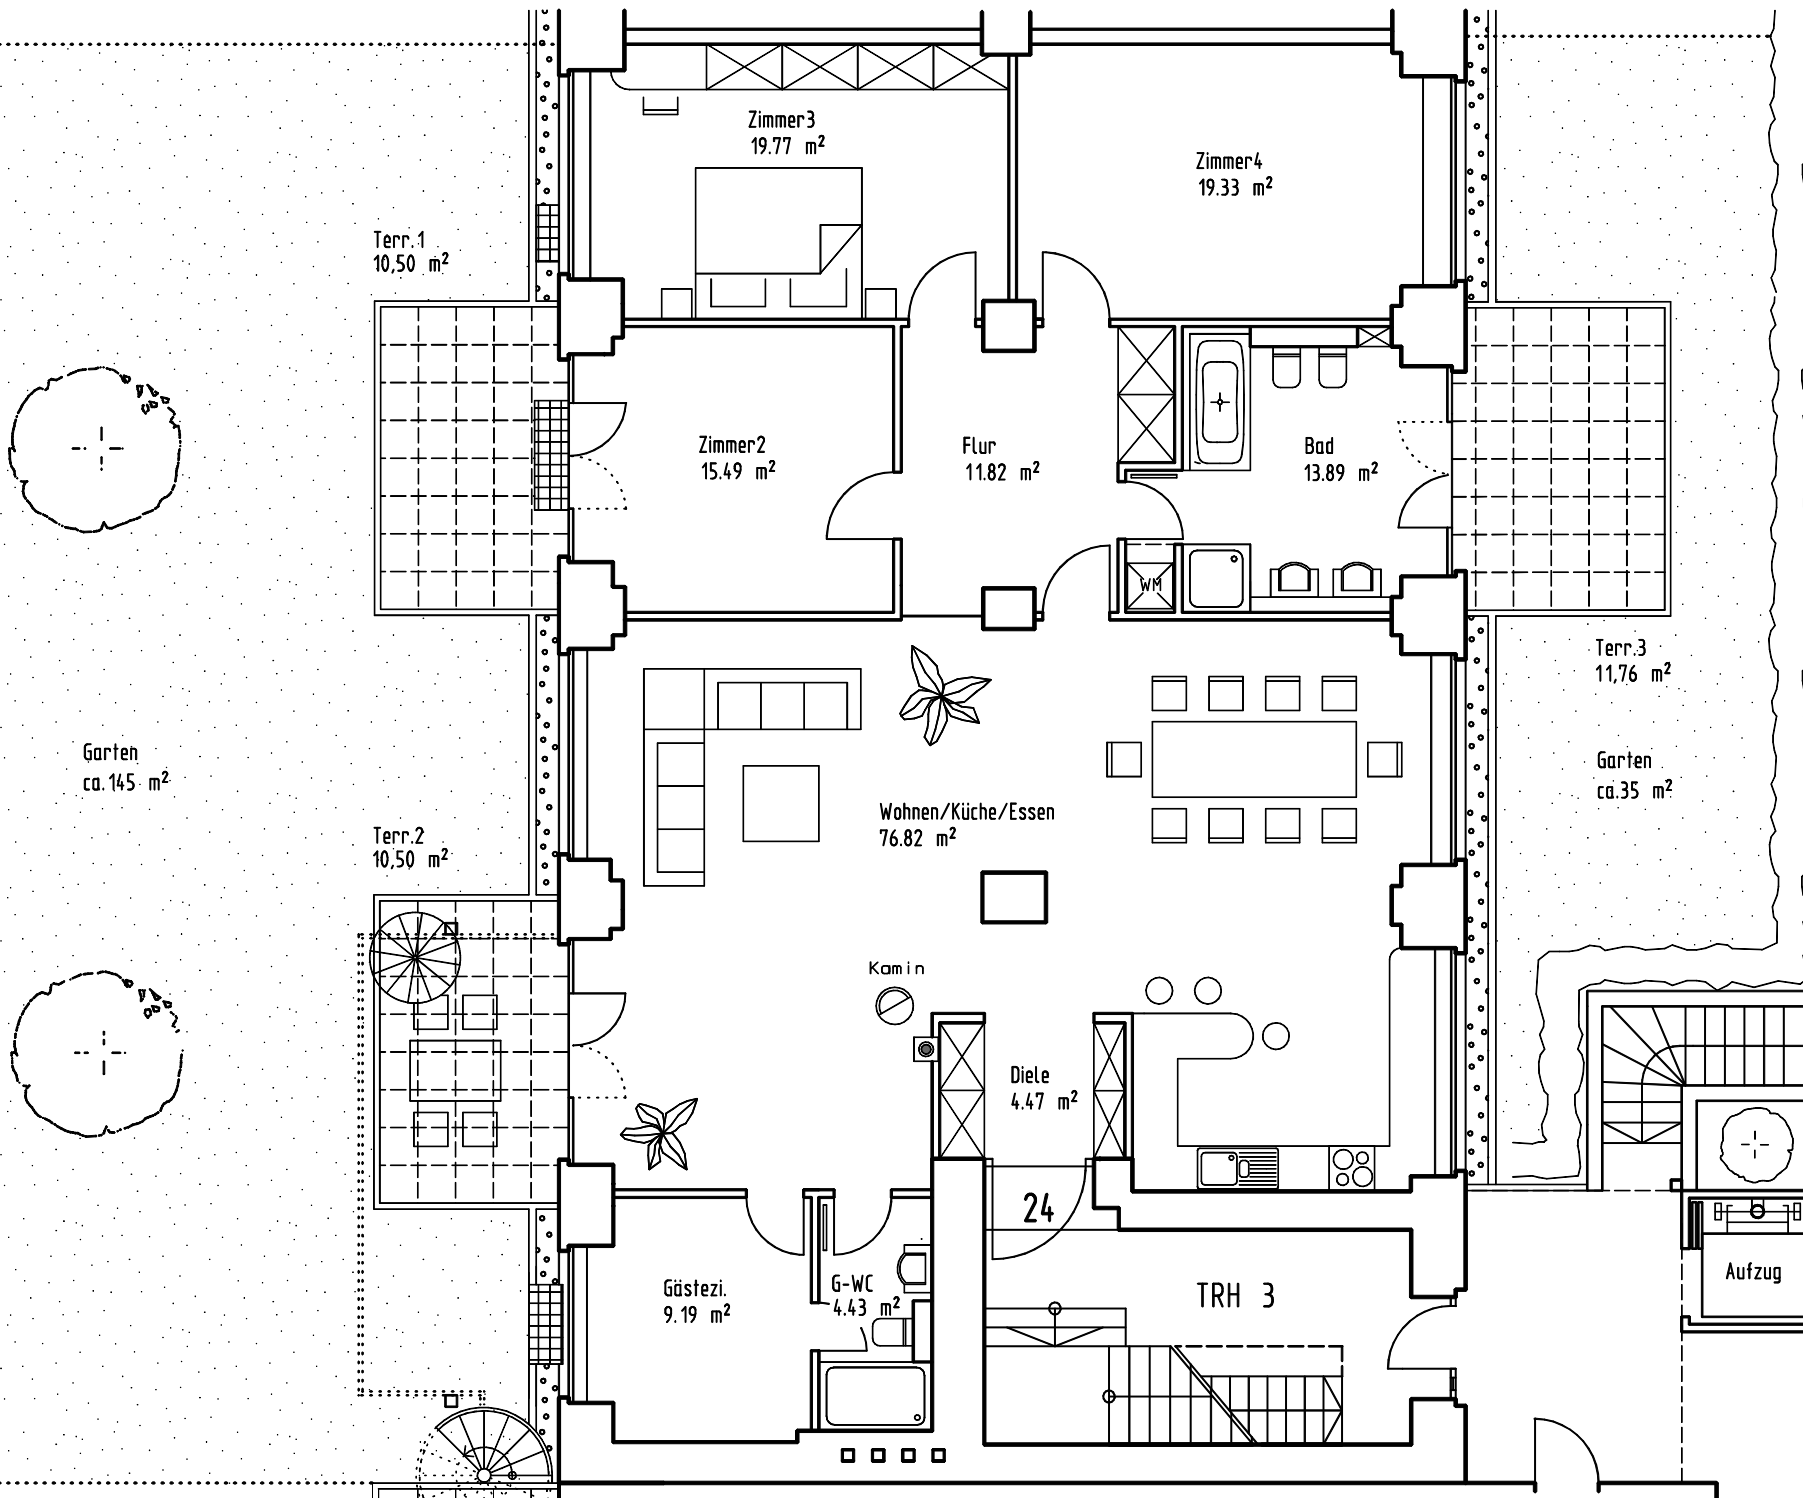 Zimmer3
19.77 m²
Zimmer4
19.33 m²
Terr.1
10,50 m²
Zimmer2
15.49 m²
Flur
11.82 m²
Bad
13.89 m²
WM
Terr.3
11,76 m²
Garten
ca.145 m²
Garten
ca.35 m²
Wohnen/Küche/Essen
76.82 m²
Terr.2
10,50 m²
Kamin
Diele
4.47 m²
24
Gästezi.
9.19 m²
G-WC
4.43 m²
TRH 3
Aufzug